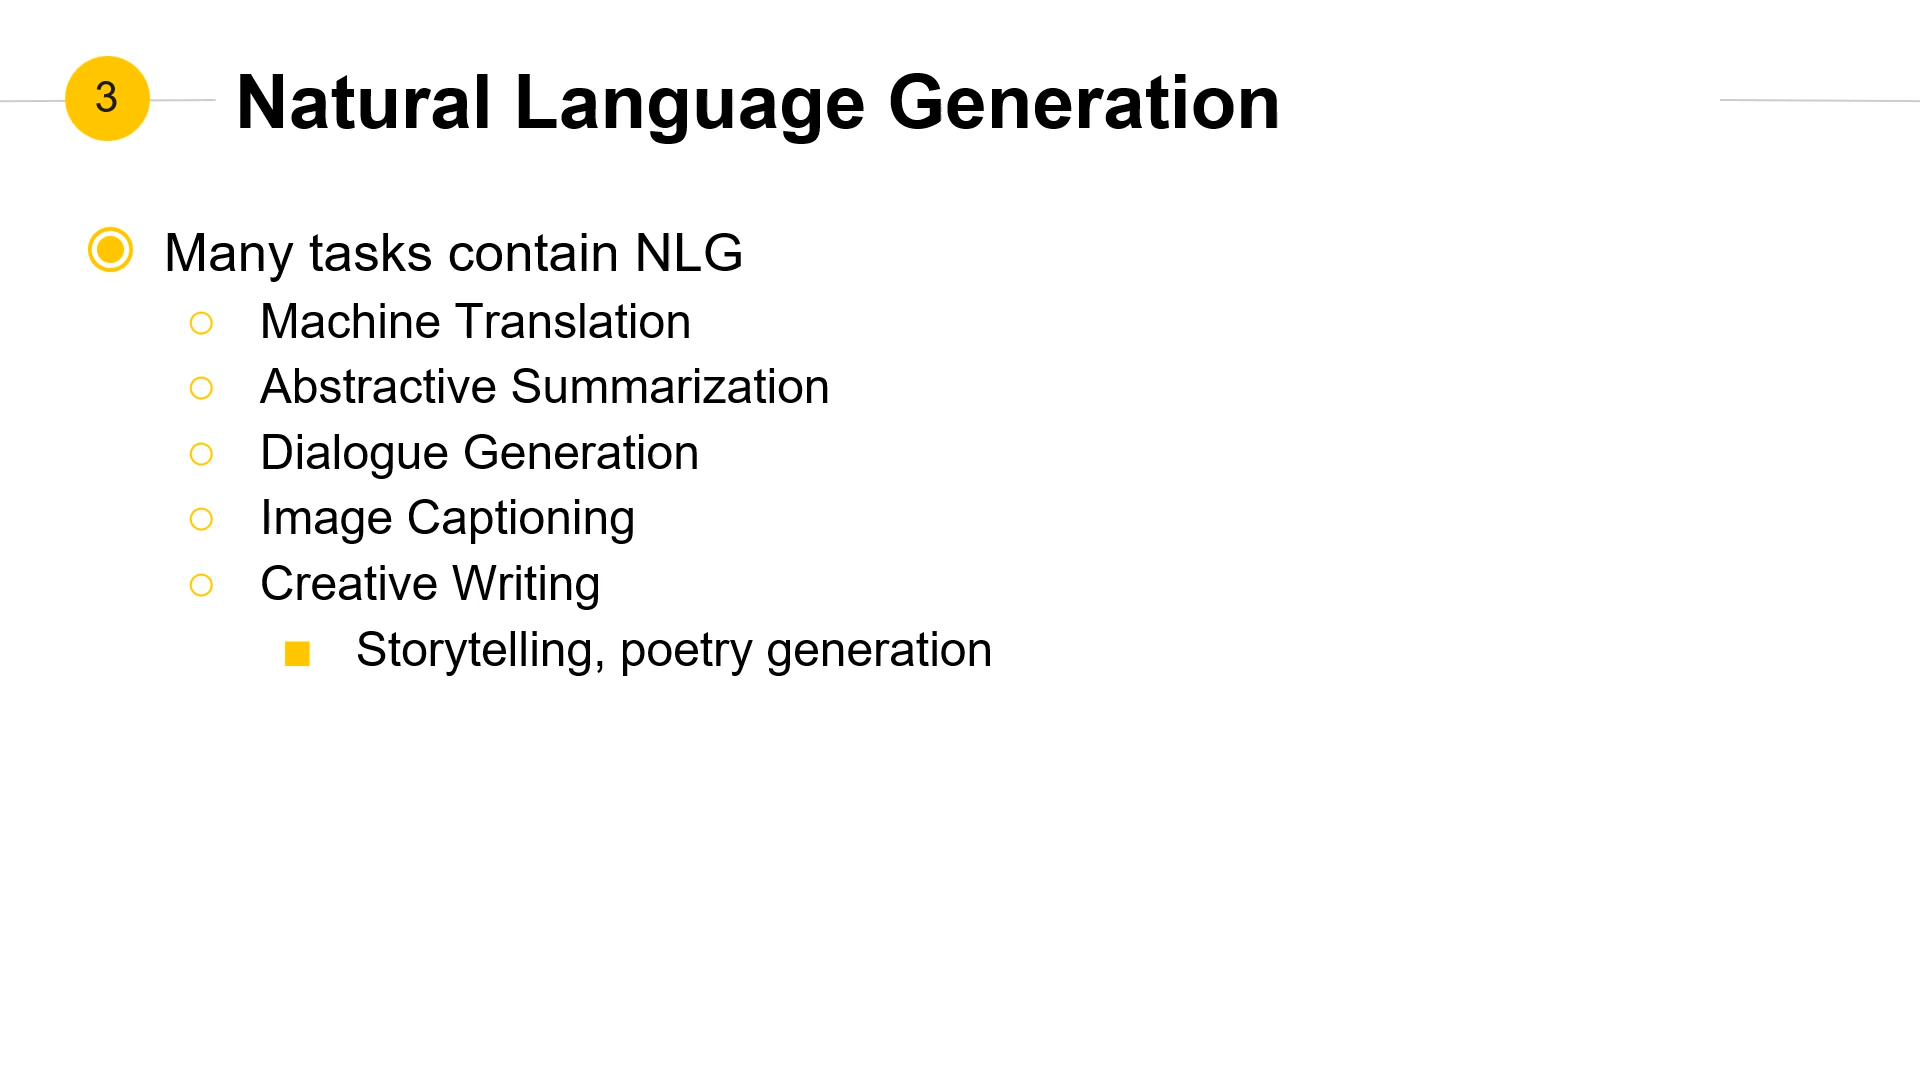 3
Natural Language Generation
Many tasks contain NLG
Machine Translation
Abstractive Summarization
Dialogue Generation
Image Captioning
Creative Writing
Storytelling, poetry generation